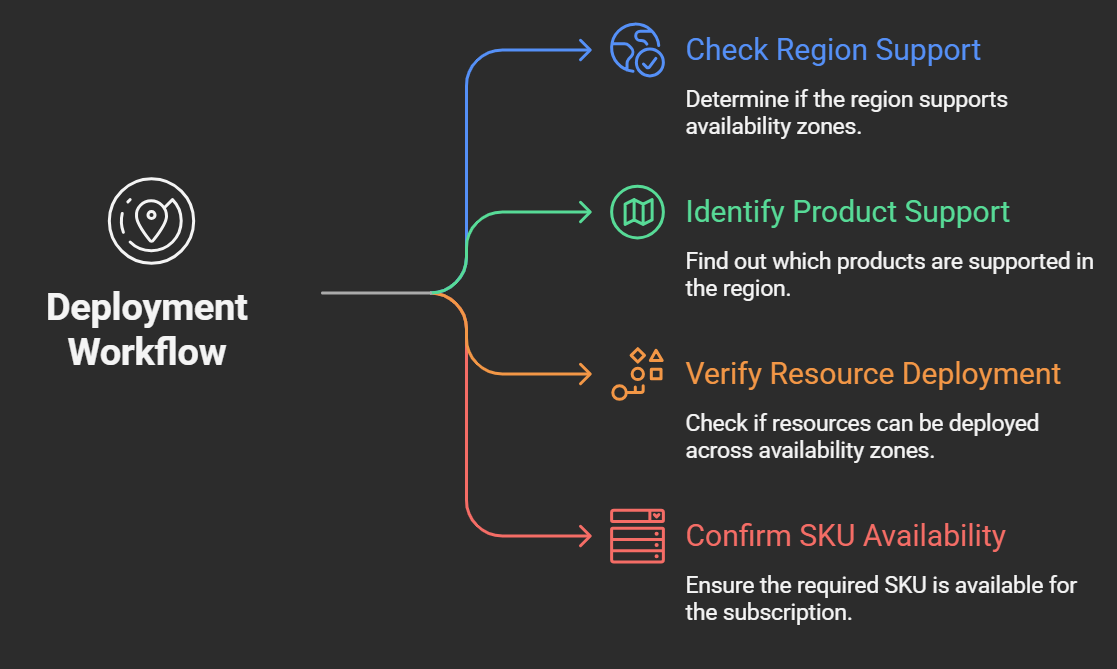 Deployment
Workflow
Check Region Support
Determine if the region supports
availability zones.
Identify Product Support
Find out which products are supported in
the region.
Verify Resource Deployment
Check if resources can be deployed
across availability zones.
Confirm SKU Availability
Ensure the required SKU is available for
the subscription.